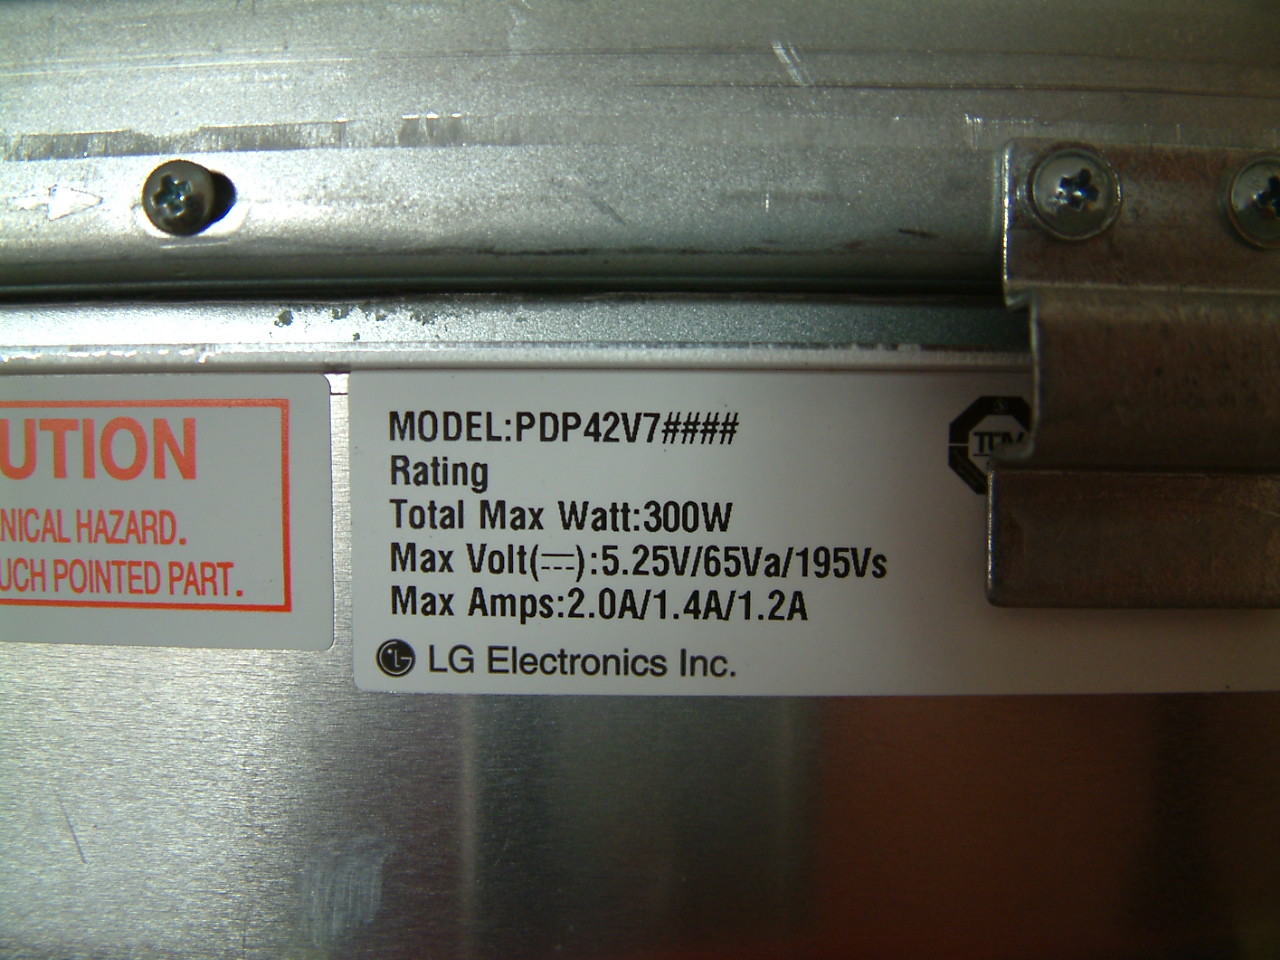 UTION
NICAL HAZARD.
UCH POINTED PART.
MODEL:PDP42V7####
Rating
Total Max Watt:300W
Max Volt(⎓):5.25V/65Va/195Vs
Max Amps:2.0A/1.4A/1.2A
LG Electronics Inc.